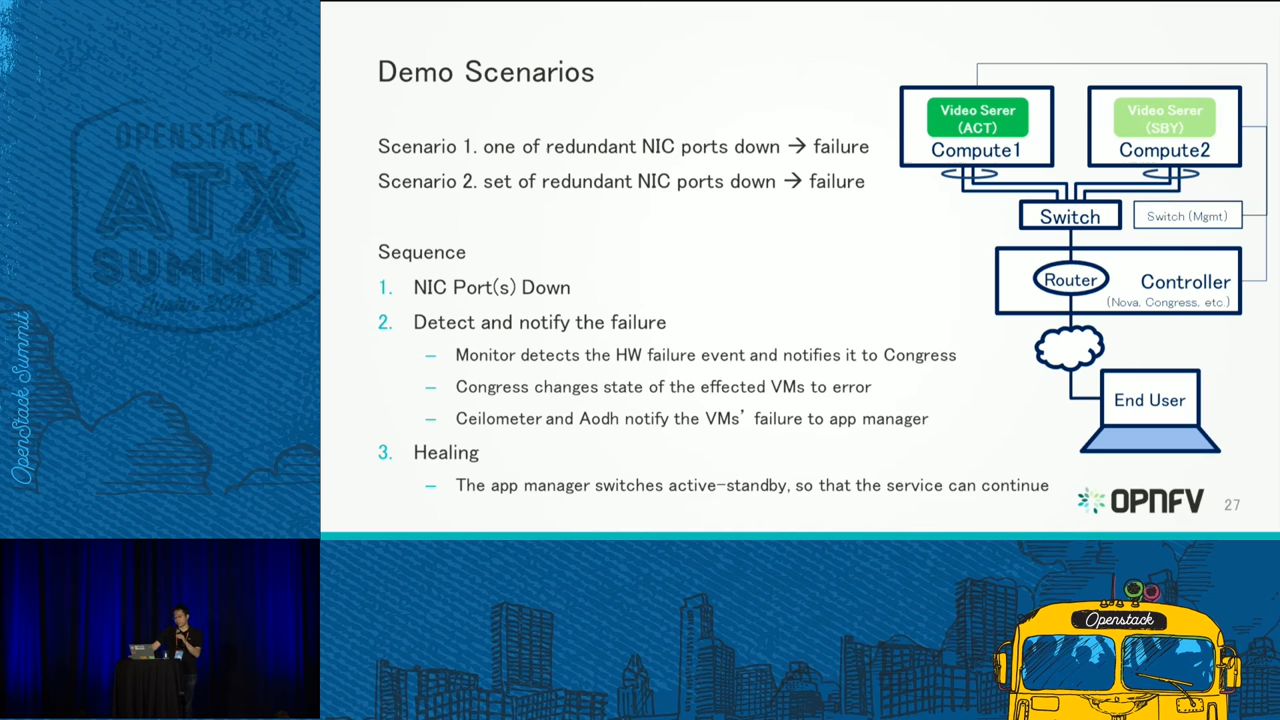 OPENSTACK
ATX
SUMMIT
Austin 2016
OpenStack Summit
Demo Scenarios
Scenario 1. one of redundant NIC ports down → failure
Scenario 2. set of redundant NIC ports down → failure
Sequence
1. NIC Port(s) Down
2. Detect and notify the failure
– Monitor detects the HW failure event and notifies it to Congress
– Congress changes state of the effected VMs to error
– Ceilometer and Aodh notify the VMs' failure to app manager
3. Healing
– The app manager switches active-standby, so that the service can continue
Video Serer
(ACT)
Compute1
Video Serer
(SBY)
Compute2
Switch
Switch (Mgmt)
Router
Controller
(Nova, Congress, etc.)
End User
OPNFV
27
Openstack